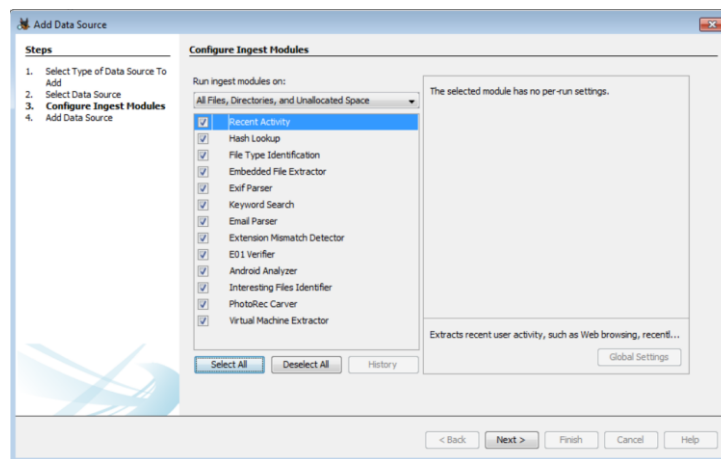 Add Data Source
Steps
1. Select Type of Data Source To
Add
2. Select Data Source
3. Configure Ingest Modules
4. Add Data Source
Configure Ingest Modules
Run ingest modules on:
All Files, Directories, and Unallocated Space
Recent Activity
Hash Lookup
File Type Identification
Embedded File Extractor
Exif Parser
Keyword Search
Email Parser
Extension Mismatch Detector
E01 Verifier
Android Analyzer
Interesting Files Identifier
PhotoRec Carver
Virtual Machine Extractor
Select All
Deselect All
History
The selected module has no per-run settings.
Extracts recent user activity, such as Web browsing, recentl...
Global Settings
< Back
Next >
Finish
Cancel
Help